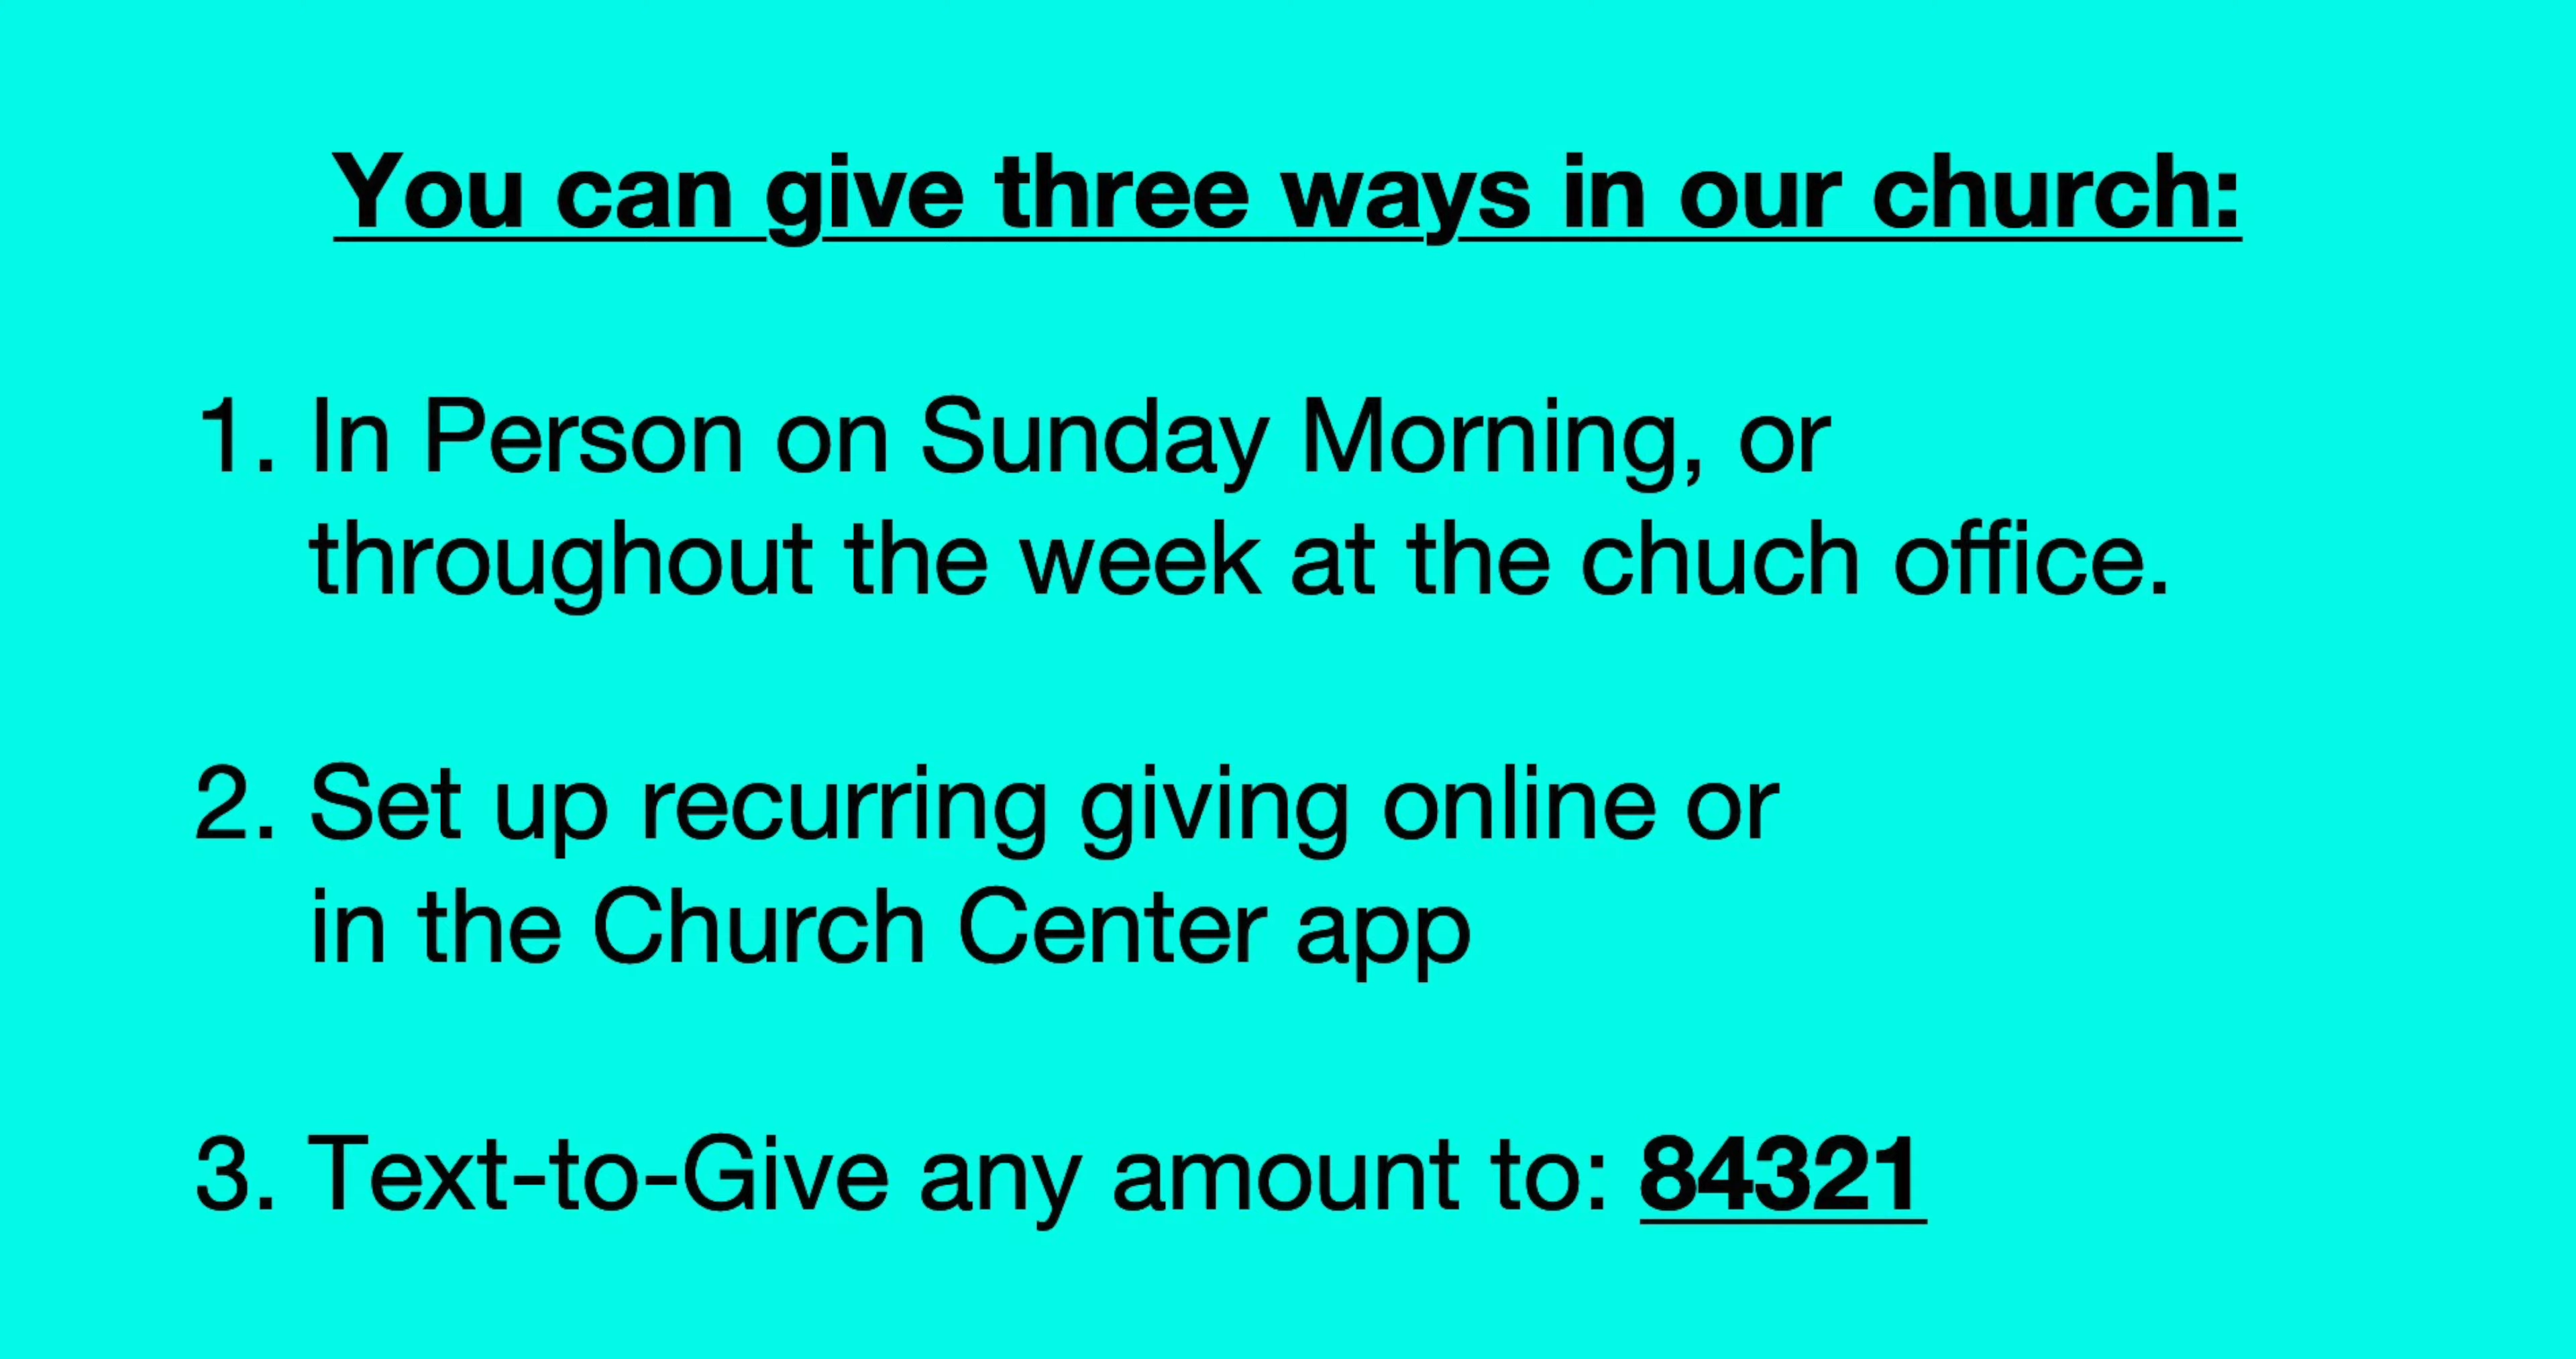 You can give three ways in our church:
1. In Person on Sunday Morning, or
throughout the week at the chuch office.
2. Set up recurring giving online or
in the Church Center app
3. Text-to-Give any amount to: 84321